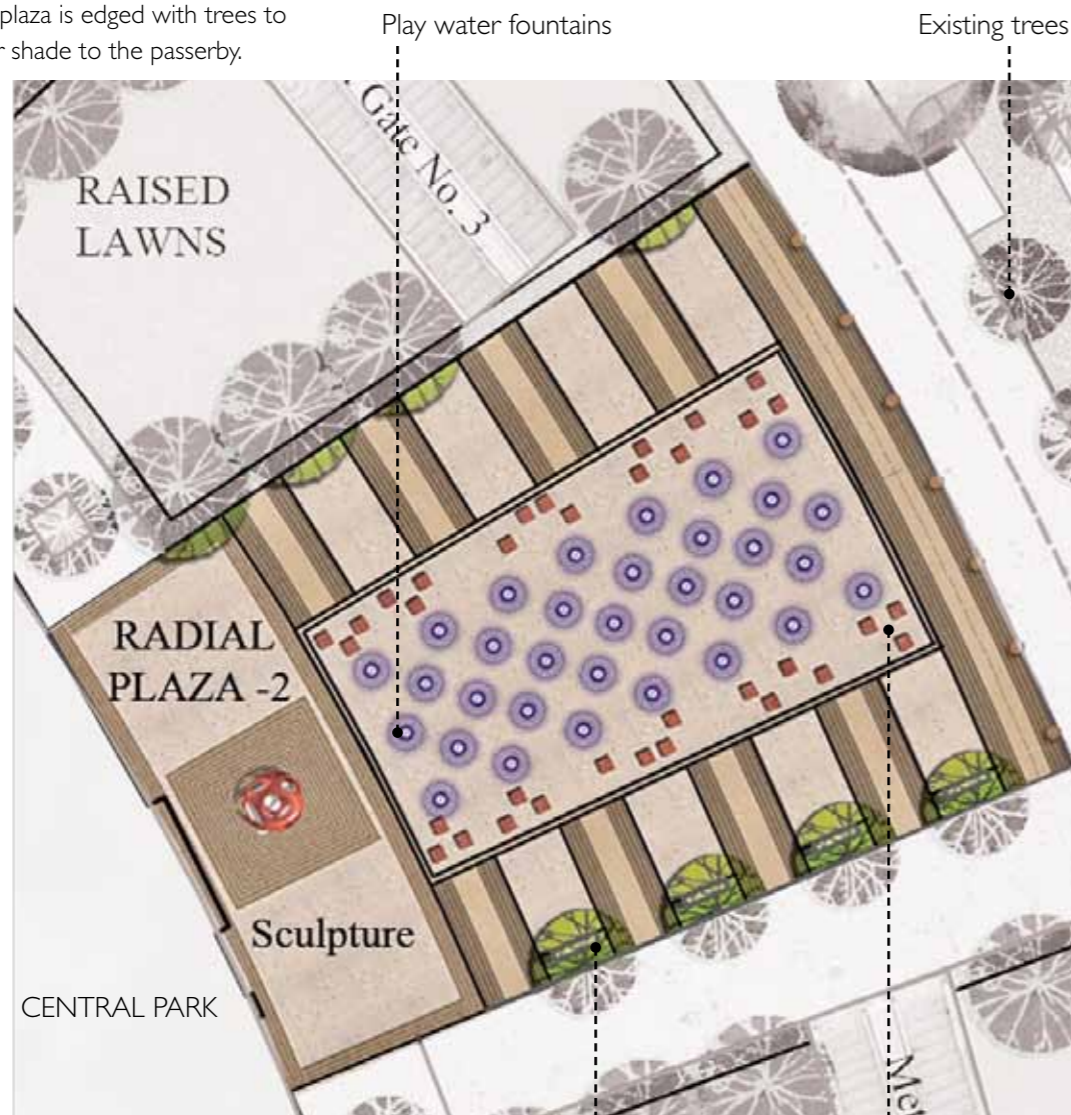 plaza is edged with trees to
shade to the passerby.
Play water fountains
Existing trees
Gate No. 3
RAISED
LAWNS
RADIAL
PLAZA -2
Sculpture
CENTRAL PARK